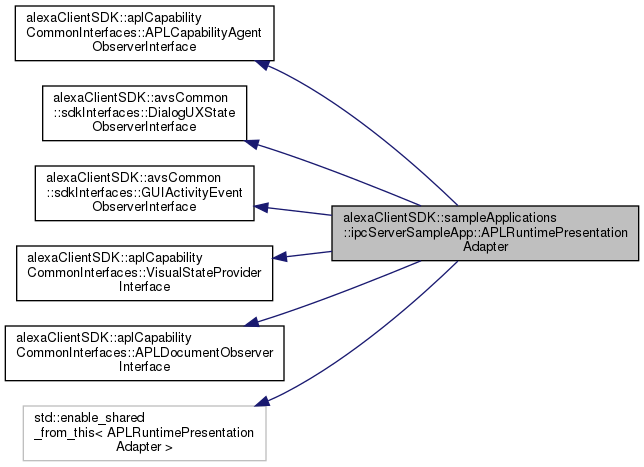 alexaClientSDK::aplCapability
CommonInterfaces::APLCapabilityAgent
ObserverInterface
alexaClientSDK::avsCommon
::sdkInterfaces::DialogUXState
ObserverInterface
alexaClientSDK::avsCommon
::sdkInterfaces::GUIActivityEvent
ObserverInterface
alexaClientSDK::sampleApplications
::ipcServerSampleApp::APLRuntimePresentation
Adapter
alexaClientSDK::aplCapability
CommonInterfaces::VisualStateProvider
Interface
alexaClientSDK::aplCapability
CommonInterfaces::APLDocumentObserver
Interface
std::enable_shared
_from_this< APLRuntimePresentation
Adapter >